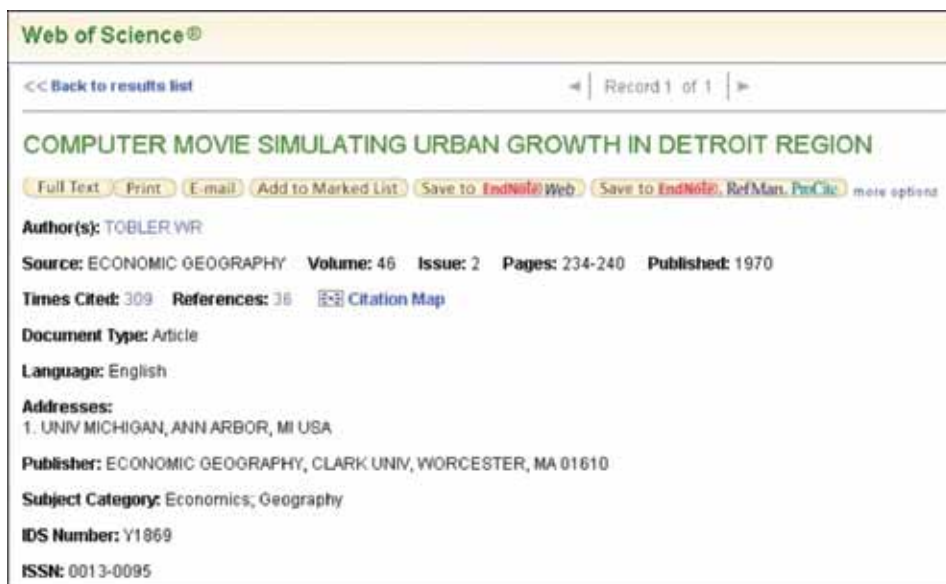 Web of Science®
<< Back to results list Record 1 of 1
COMPUTER MOVIE SIMULATING URBAN GROWTH IN DETROIT REGION
Full Text Print E-mail Add to Marked List Save to EndNote Web Save to EndNote, RefMan, ProCite more options
Author(s): TOBLER WR
Source: ECONOMIC GEOGRAPHY Volume: 46 Issue: 2 Pages: 234-240 Published: 1970
Times Cited: 309 References: 36 Citation Map
Document Type: Article
Language: English
Addresses:
1. UNIV MICHIGAN, ANN ARBOR, MI USA
Publisher: ECONOMIC GEOGRAPHY, CLARK UNIV, WORCESTER, MA 01610
Subject Category: Economics; Geography
IDS Number: Y1869
ISSN: 0013-0095